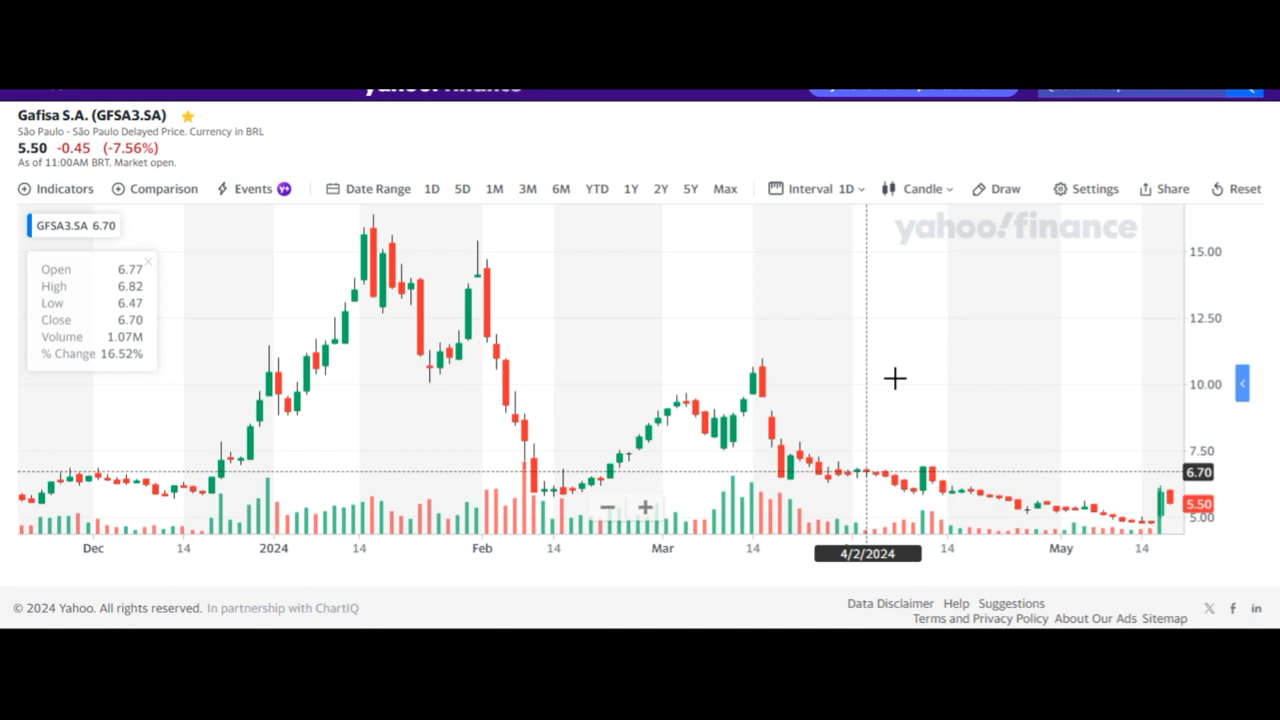 Gafisa S.A. (GFSA3.SA)
São Paulo - São Paulo Delayed Price. Currency in BRL
5.50 -0.45 (-7.56%)
As of 11:00AM BRT. Market open.
Indicators Comparison Events Y+ Date Range 1D 5D 1M 3M 6M YTD 1Y 2Y 5Y Max Interval 1D Candle Draw Settings Share Reset
GFSA3.SA 6.70
yahoo!finance
Open 6.77
High 6.82
Low 6.47
Close 6.70
Volume 1.07M
% Change 16.52%
15.00
12.50
10.00
7.50
6.70
5.50
5.00
Dec 14 2024 14 Feb 14 Mar 14 4/2/2024 14 May 14
© 2024 Yahoo. All rights reserved. In partnership with ChartIQ
Data Disclaimer Help Suggestions
Terms and Privacy Policy About Our Ads Sitemap